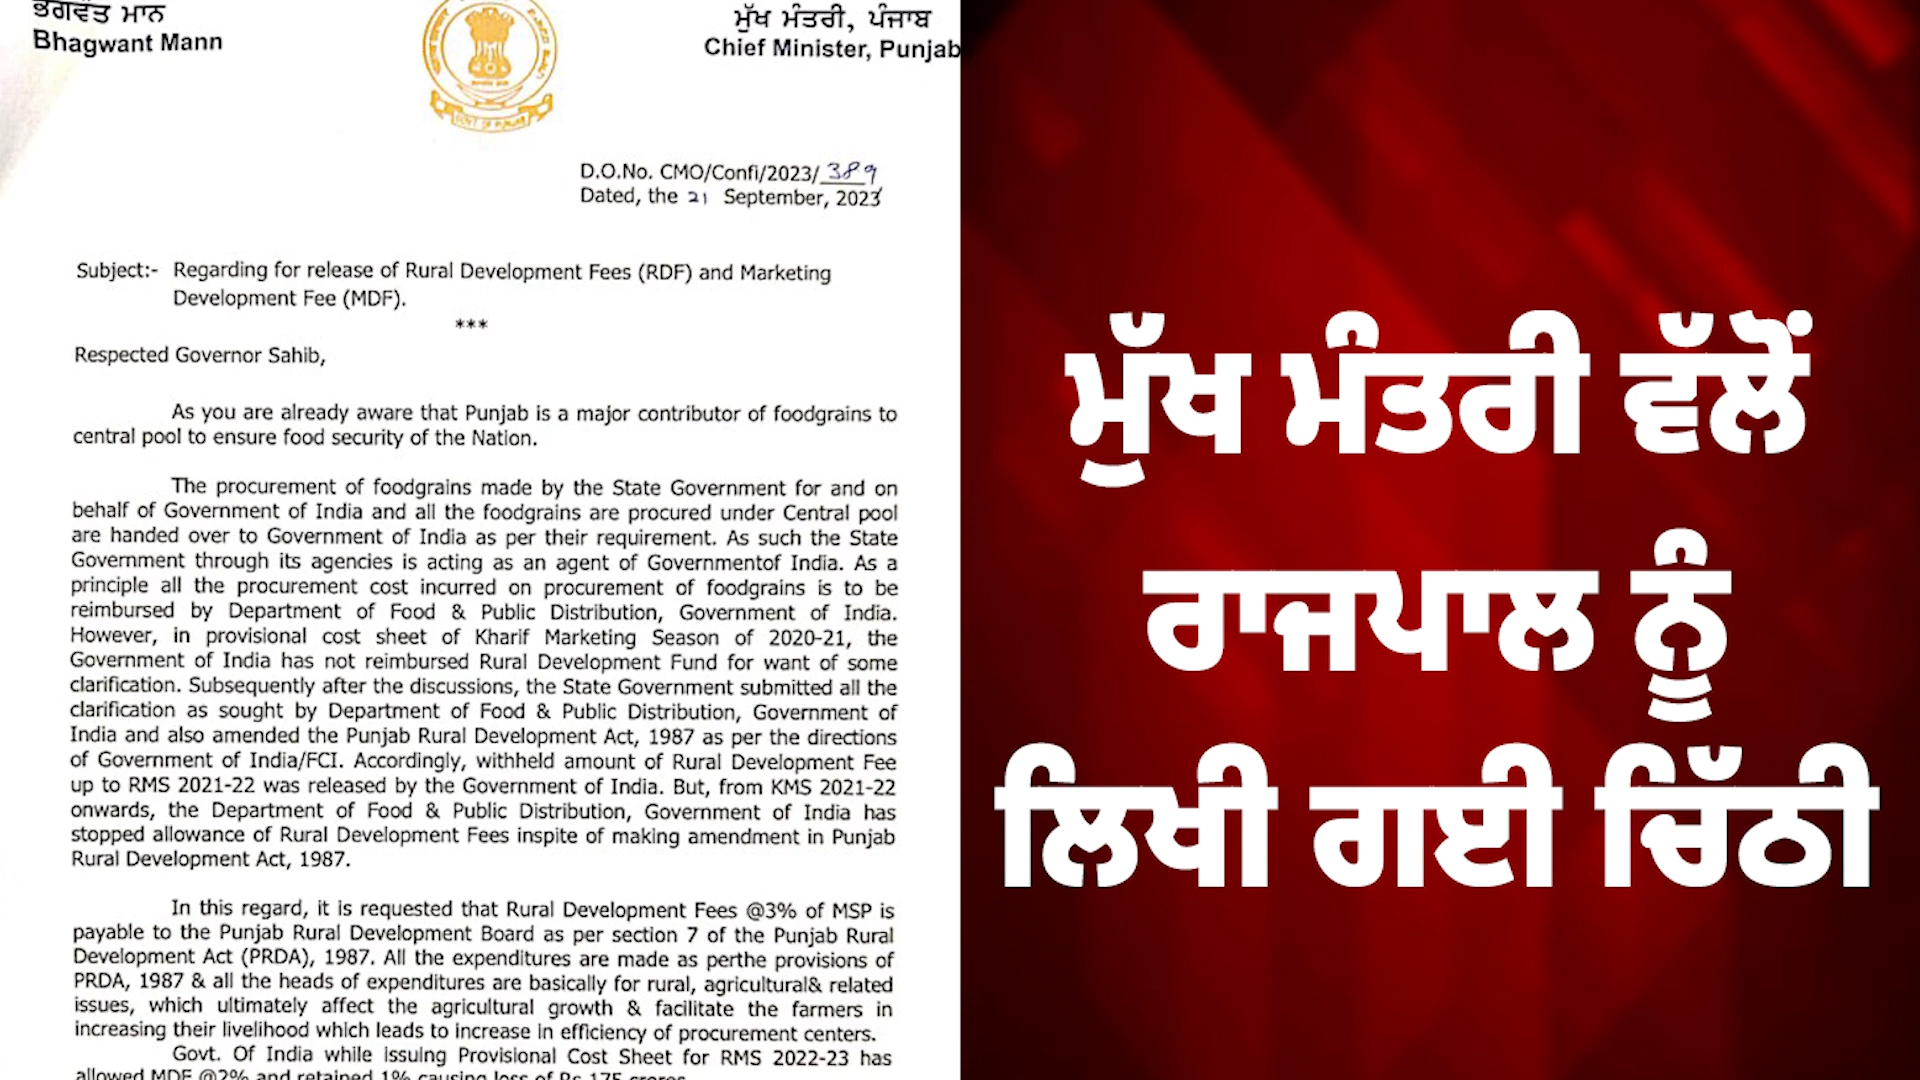 ਭਗਵੰਤ ਮਾਨ
Bhagwant Mann
ਮੁੱਖ ਮੰਤਰੀ, ਪੰਜਾਬ
Chief Minister, Punjab
GOVT. OF PUNJAB
D.O.No. CMO/Confi/2023/389
Dated, the 21 September, 2023
Subject:- Regarding for release of Rural Development Fees (RDF) and Marketing
Development Fee (MDF).
***
Respected Governor Sahib,
As you are already aware that Punjab is a major contributor of foodgrains to
central pool to ensure food security of the Nation.
The procurement of foodgrains made by the State Government for and on
behalf of Government of India and all the foodgrains are procured under Central pool
are handed over to Government of India as per their requirement. As such the State
Government through its agencies is acting as an agent of Governmentof India. As a
principle all the procurement cost incurred on procurement of foodgrains is to be
reimbursed by Department of Food & Public Distribution, Government of India.
However, in provisional cost sheet of Kharif Marketing Season of 2020-21, the
Government of India has not reimbursed Rural Development Fund for want of some
clarification. Subsequently after the discussions, the State Government submitted all the
clarification as sought by Department of Food & Public Distribution, Government of
India and also amended the Punjab Rural Development Act, 1987 as per the directions
of Government of India/FCI. Accordingly, withheld amount of Rural Development Fee
up to RMS 2021-22 was released by the Government of India. But, from KMS 2021-22
onwards, the Department of Food & Public Distribution, Government of India has
stopped allowance of Rural Development Fees inspite of making amendment in Punjab
Rural Development Act, 1987.
In this regard, it is requested that Rural Development Fees @3% of MSP is
payable to the Punjab Rural Development Board as per section 7 of the Punjab Rural
Development Act (PRDA), 1987. All the expenditures are made as perthe provisions of
PRDA, 1987 & all the heads of expenditures are basically for rural, agricultural& related
issues, which ultimately affect the agricultural growth & facilitate the farmers in
increasing their livelihood which leads to increase in efficiency of procurement centers.
Govt. Of India while issuing Provisional Cost Sheet for RMS 2022-23 has
allowed MDF @2% and retained 1% causing loss of Rs 175 crores
ਮੁੱਖ ਮੰਤਰੀ ਵੱਲੋਂ
ਰਾਜਪਾਲ ਨੂੰ
ਲਿਖੀ ਗਈ ਚਿੱਠੀ